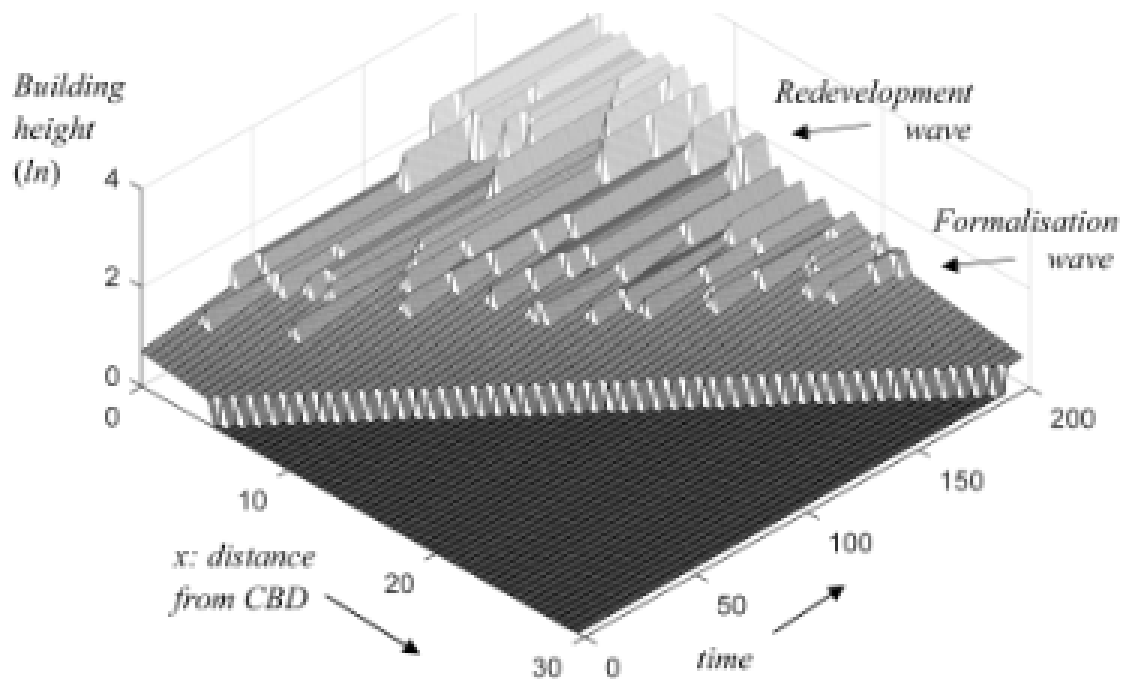 Building
height
(ln)
Redevelopment
wave
Formalisation
wave
4
2
0
0
10
20
30
0
50
100
150
200
x: distance
from CBD
time